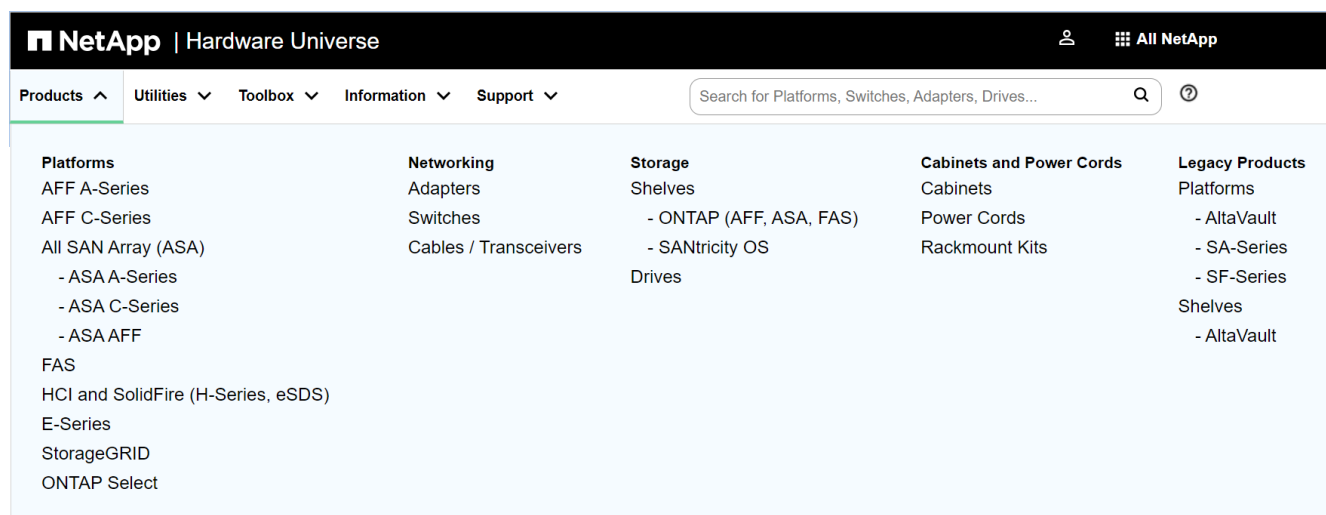 NetApp | Hardware Universe
All NetApp
Products
Utilities
Toolbox
Information
Support
Search for Platforms, Switches, Adapters, Drives...
Platforms
AFF A-Series
AFF C-Series
All SAN Array (ASA)
- ASA A-Series
- ASA C-Series
- ASA AFF
FAS
HCI and SolidFire (H-Series, eSDS)
E-Series
StorageGRID
ONTAP Select
Networking
Adapters
Switches
Cables / Transceivers
Storage
Shelves
- ONTAP (AFF, ASA, FAS)
- SANtricity OS
Drives
Cabinets and Power Cords
Cabinets
Power Cords
Rackmount Kits
Legacy Products
Platforms
- AltaVault
- SA-Series
- SF-Series
Shelves
- AltaVault